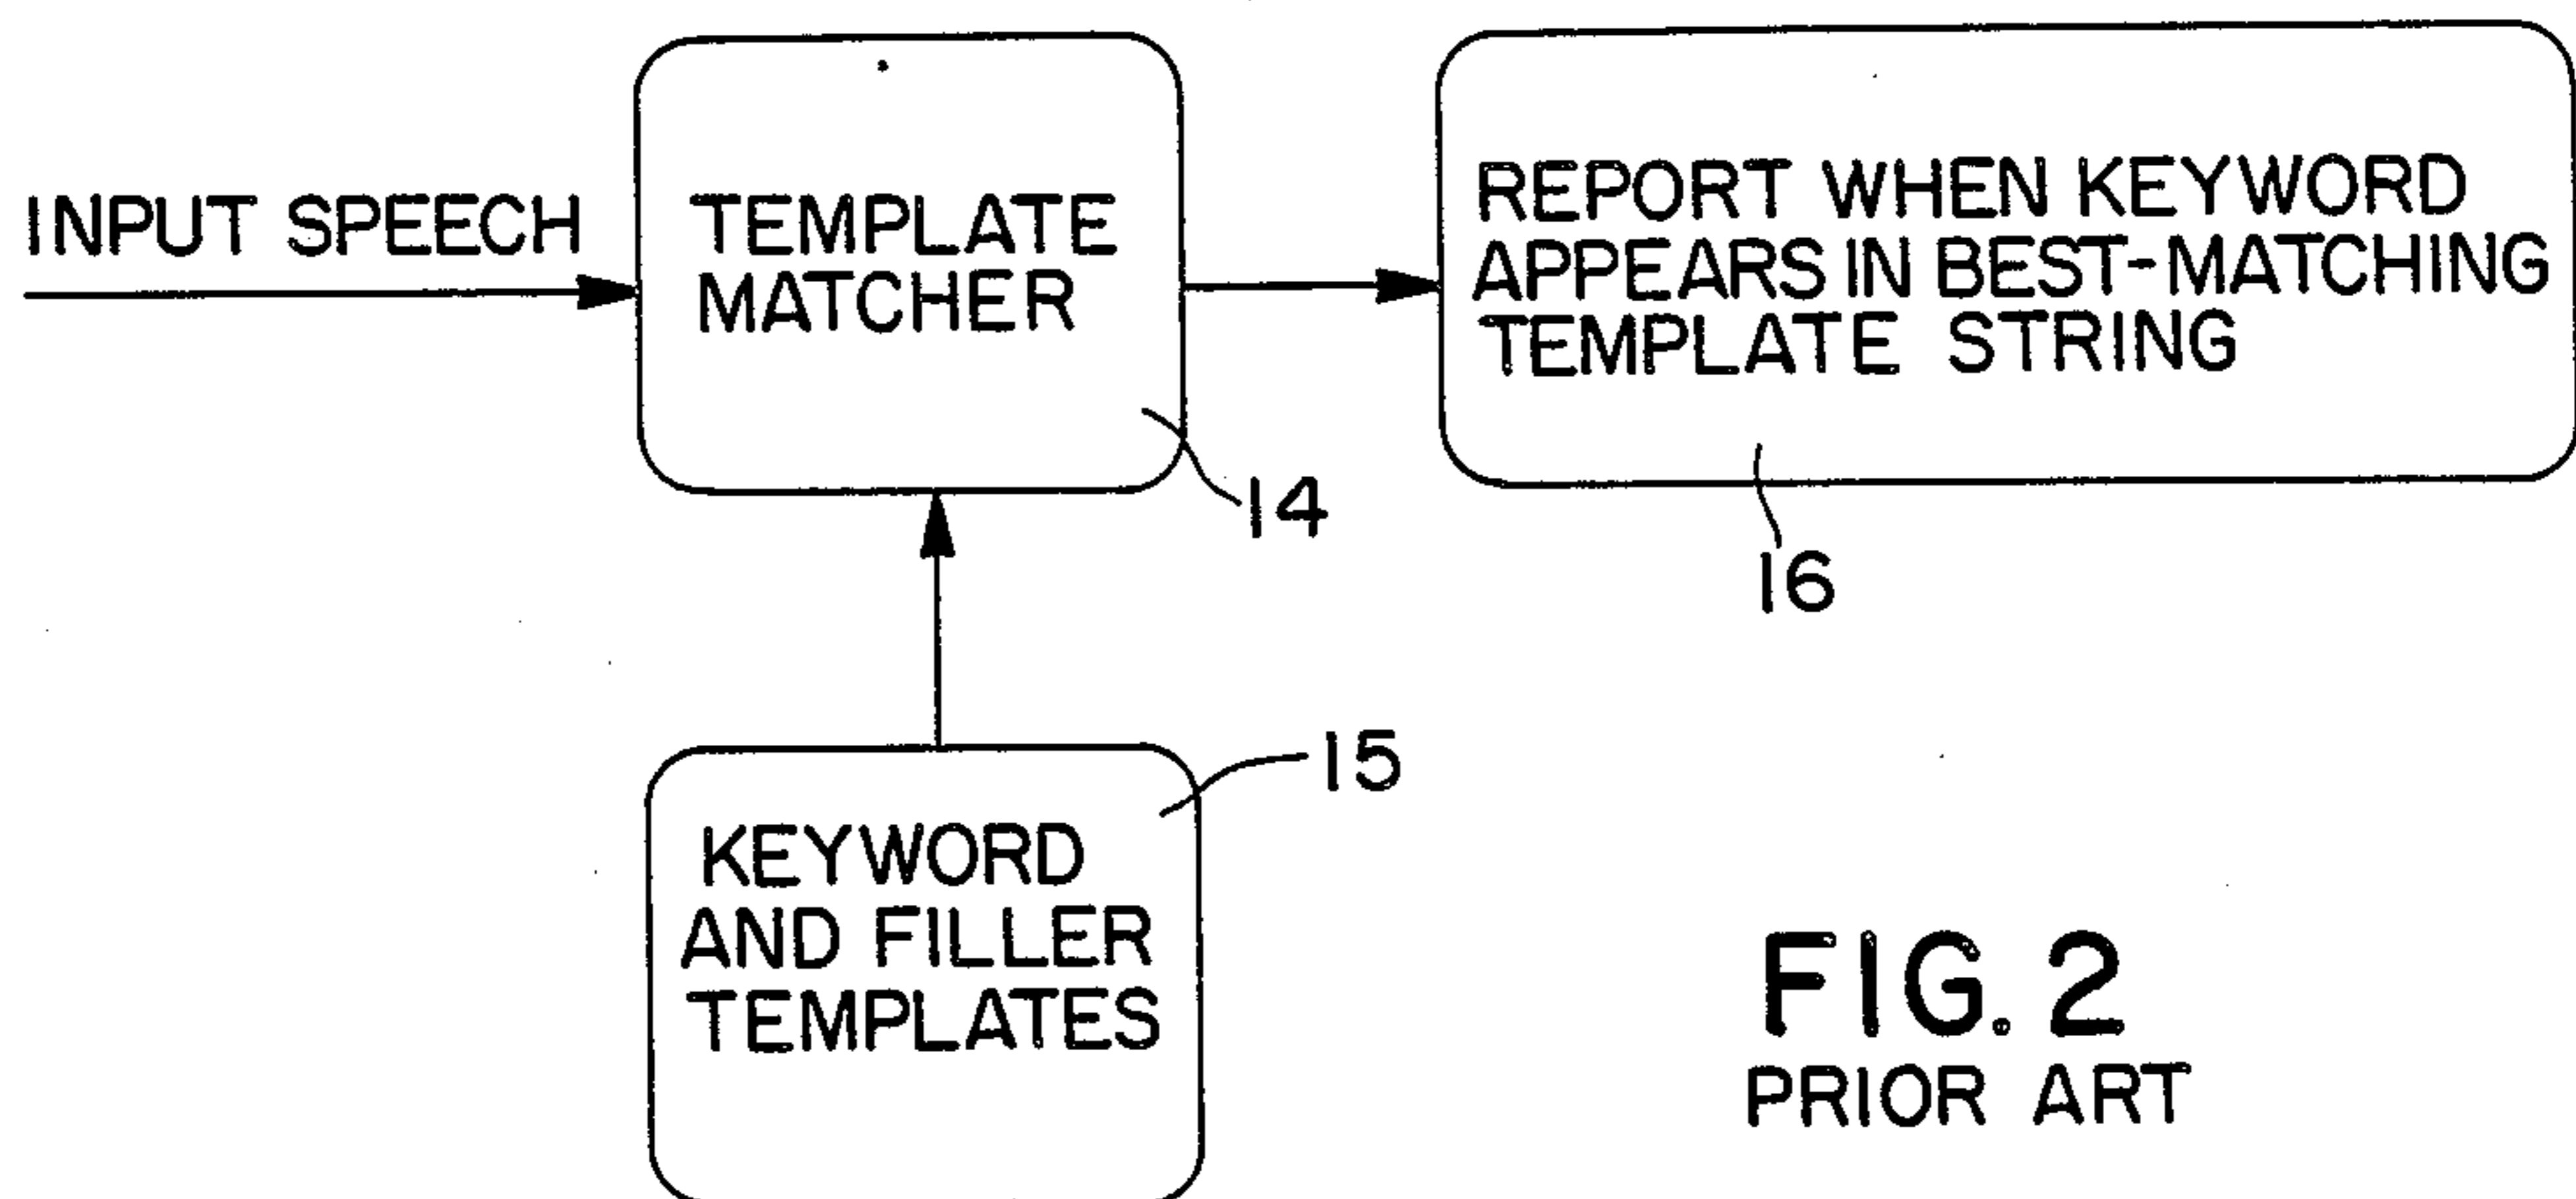 INPUT SPEECH
TEMPLATE
MATCHER
14
REPORT WHEN KEYWORD
APPEARS IN BEST-MATCHING
TEMPLATE STRING
16
KEYWORD
AND FILLER
TEMPLATES
15
FIG. 2
PRIOR ART